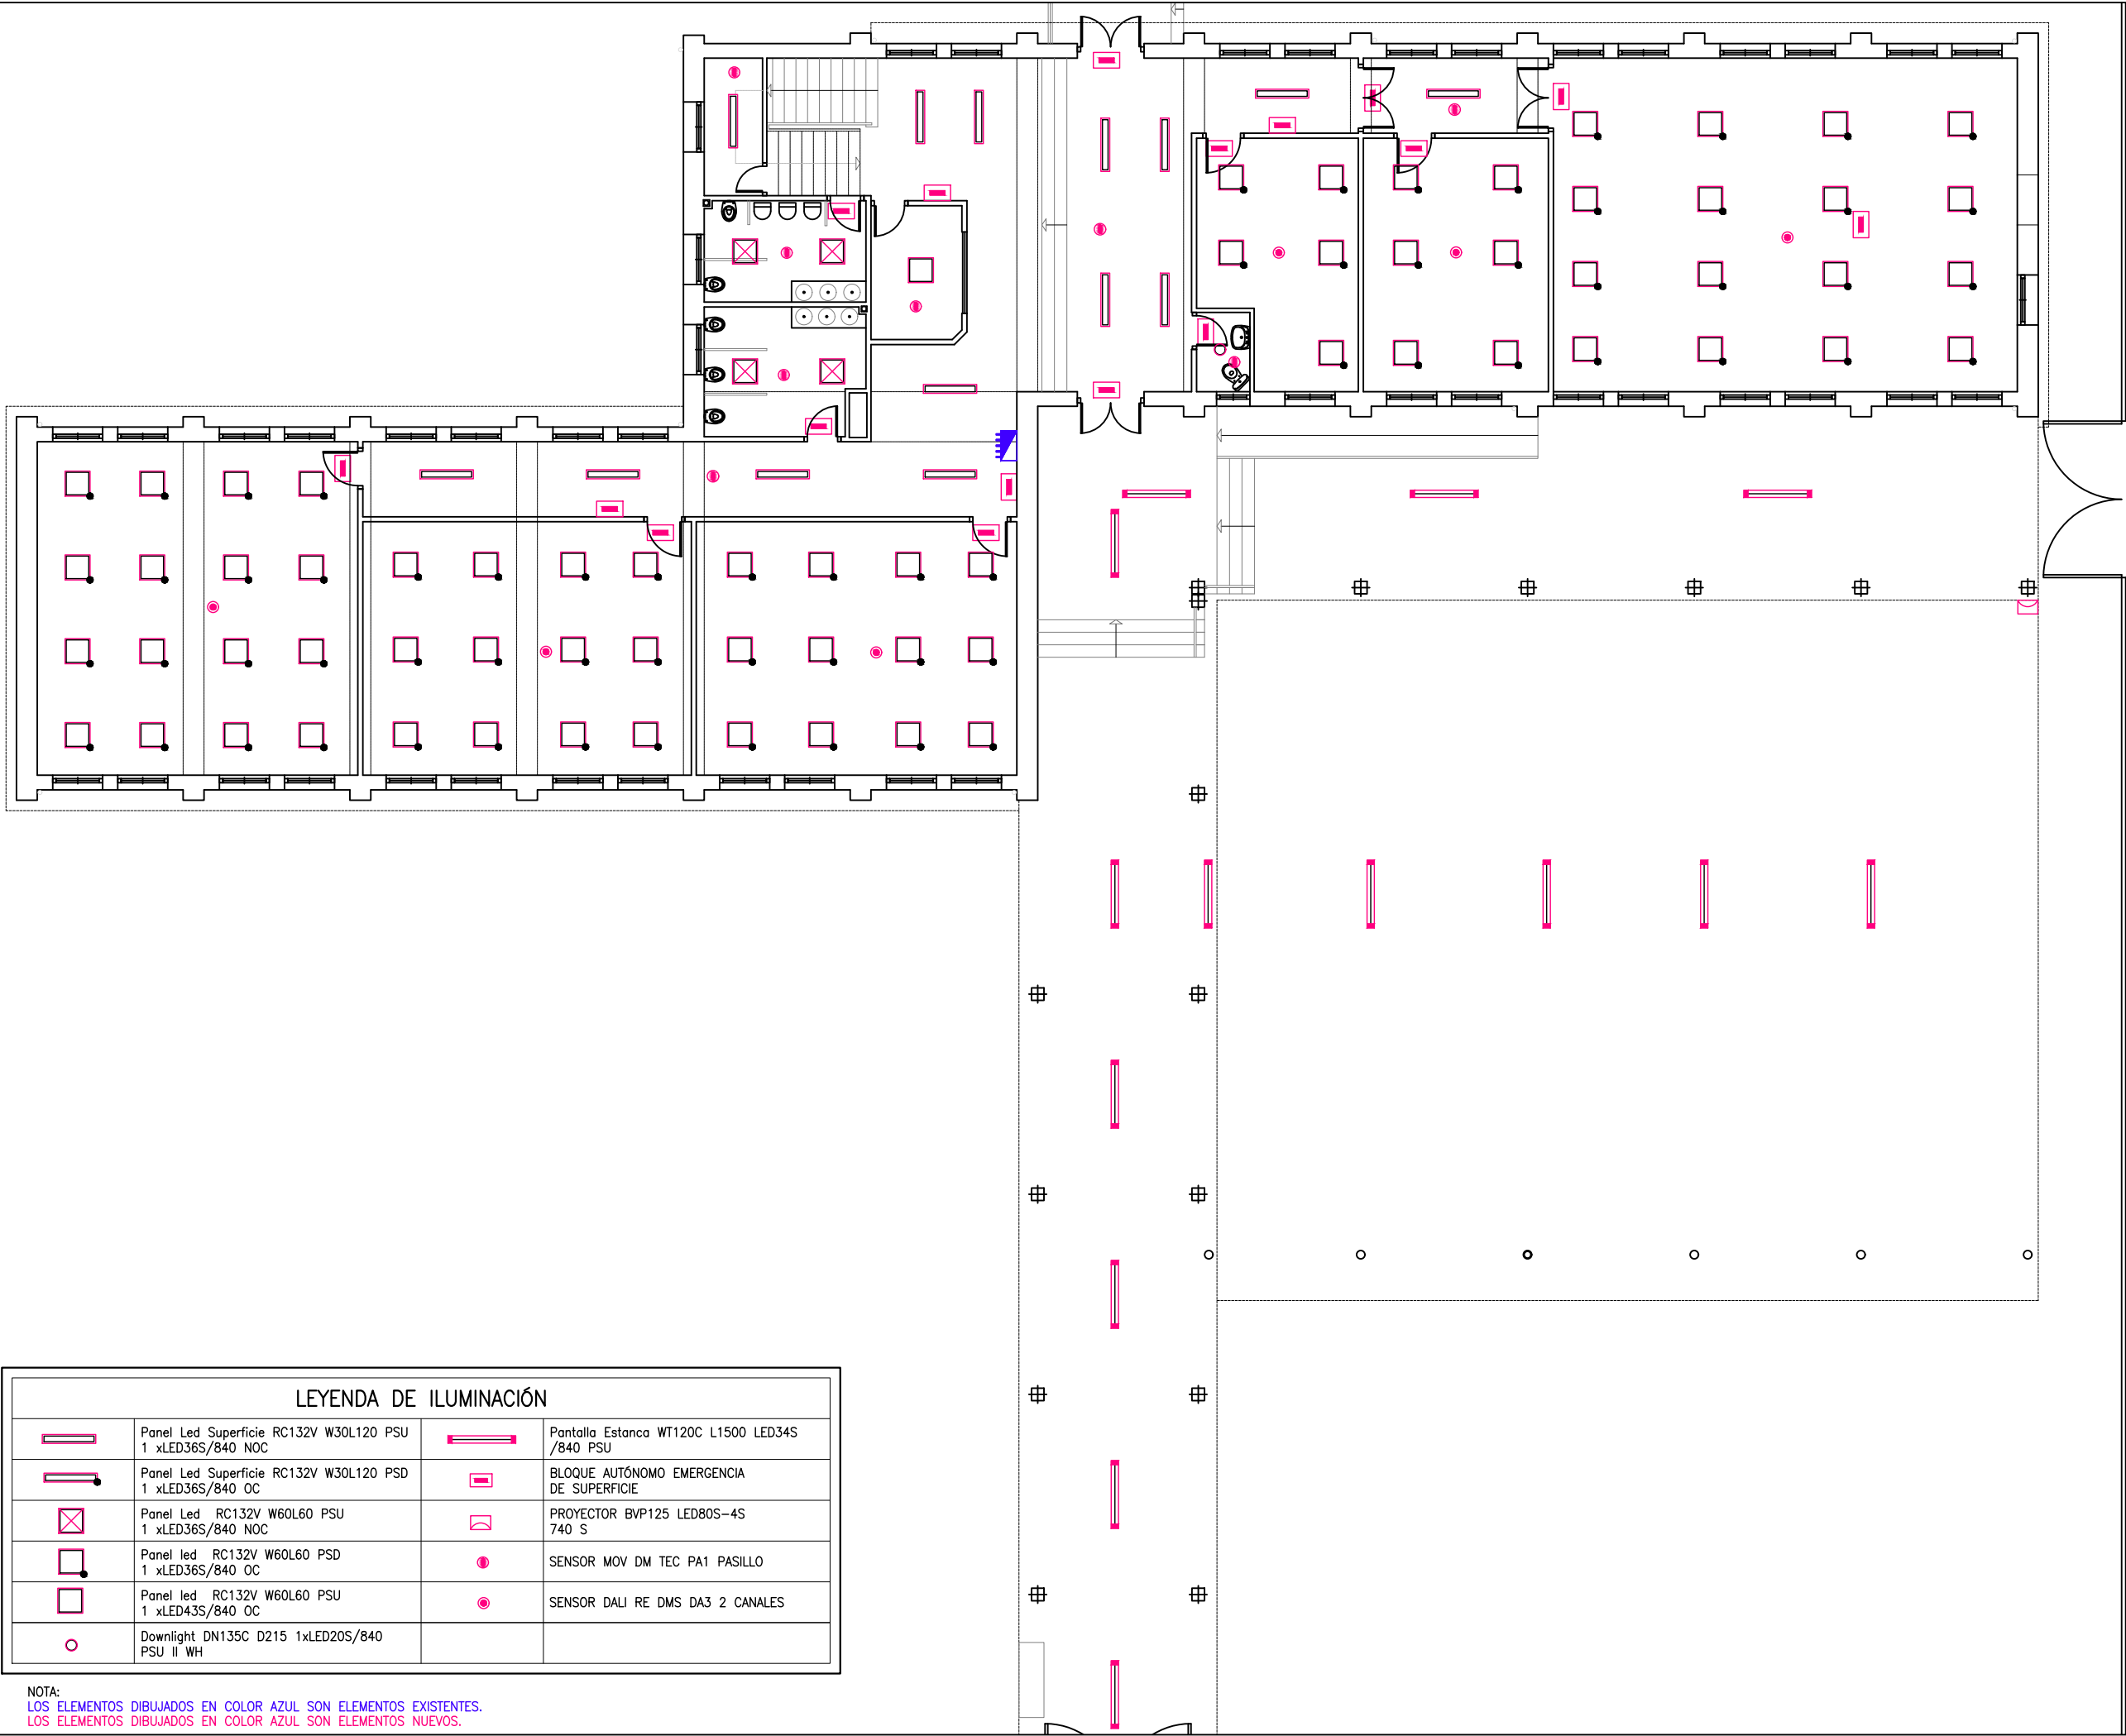 LEYENDA DE ILUMINACIÓN
Panel Led Superficie RC132V W30L120 PSU
1 xLED36S/840 NOC
Pantalla Estanca WT120C L1500 LED34S
/840 PSU
Panel Led Superficie RC132V W30L120 PSD
1 xLED36S/840 OC
BLOQUE AUTÓNOMO EMERGENCIA
DE SUPERFICIE
Panel Led RC132V W60L60 PSU
1 xLED36S/840 NOC
PROYECTOR BVP125 LED80S-4S
740 S
Panel led RC132V W60L60 PSD
1 xLED36S/840 OC
SENSOR MOV DM TEC PA1 PASILLO
Panel led RC132V W60L60 PSU
1 xLED43S/840 OC
SENSOR DALI RE DMS DA3 2 CANALES
Downlight DN135C D215 1xLED20S/840
PSU II WH
NOTA:
LOS ELEMENTOS DIBUJADOS EN COLOR AZUL SON ELEMENTOS EXISTENTES.
LOS ELEMENTOS DIBUJADOS EN COLOR AZUL SON ELEMENTOS NUEVOS.